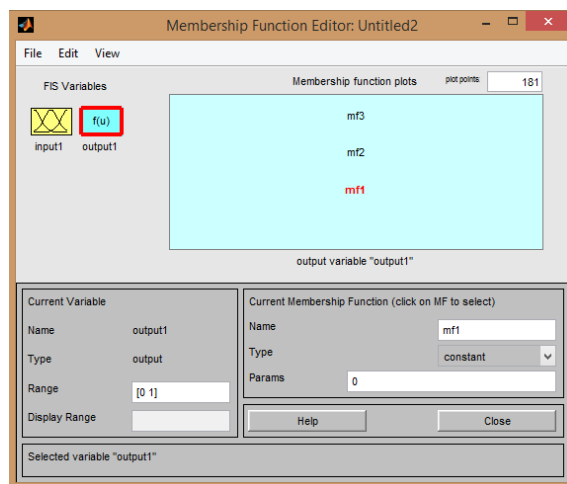 Membership Function Editor: Untitled2
File Edit View
FIS Variables
f(u)
input1 output1
Membership function plots plot points 181
mf3
mf2
mf1
output variable "output1"
Current Variable
Name output1
Type output
Range [0 1]
Display Range
Current Membership Function (click on MF to select)
Name mf1
Type constant
Params 0
Help Close
Selected variable "output1"